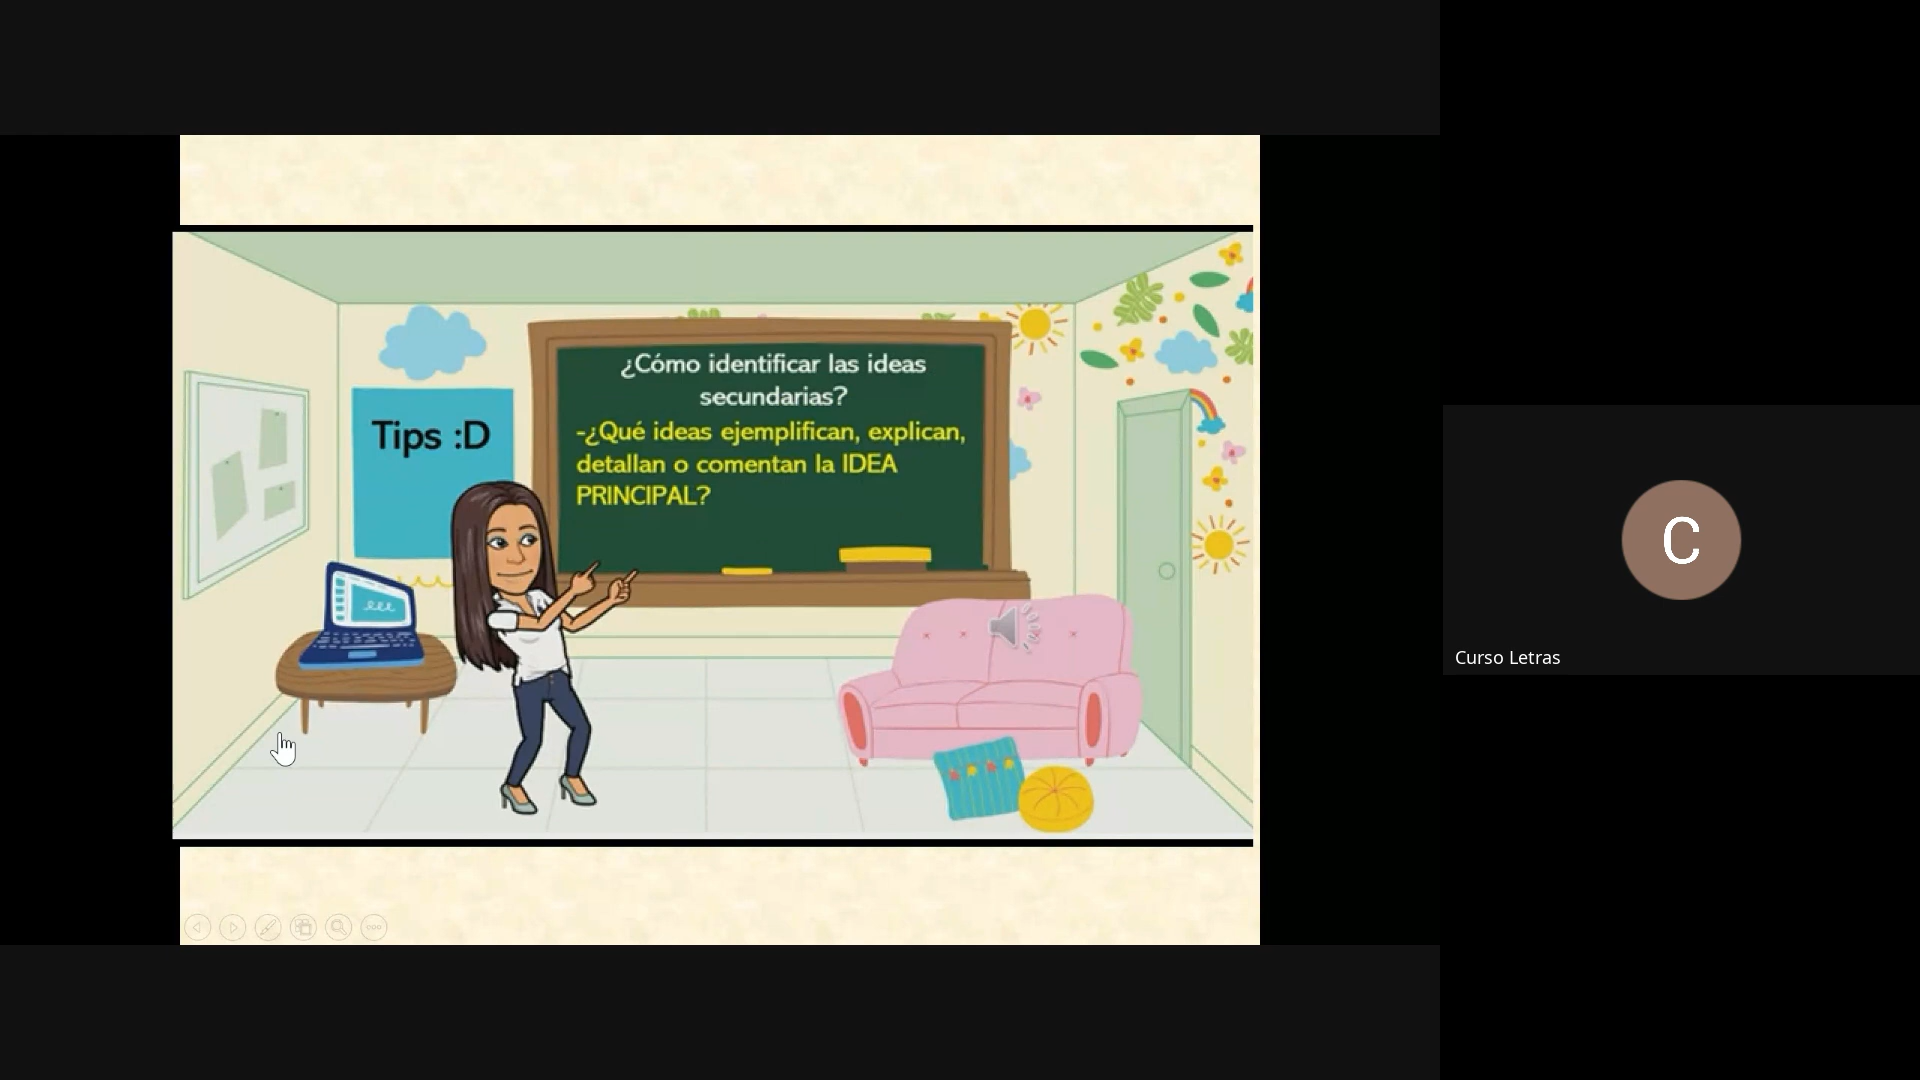 Tips :D
¿Cómo identificar las ideas
secundarias?
-¿Qué ideas ejemplifican, explican,
detallan o comentan la IDEA
PRINCIPAL?
C
Curso Letras